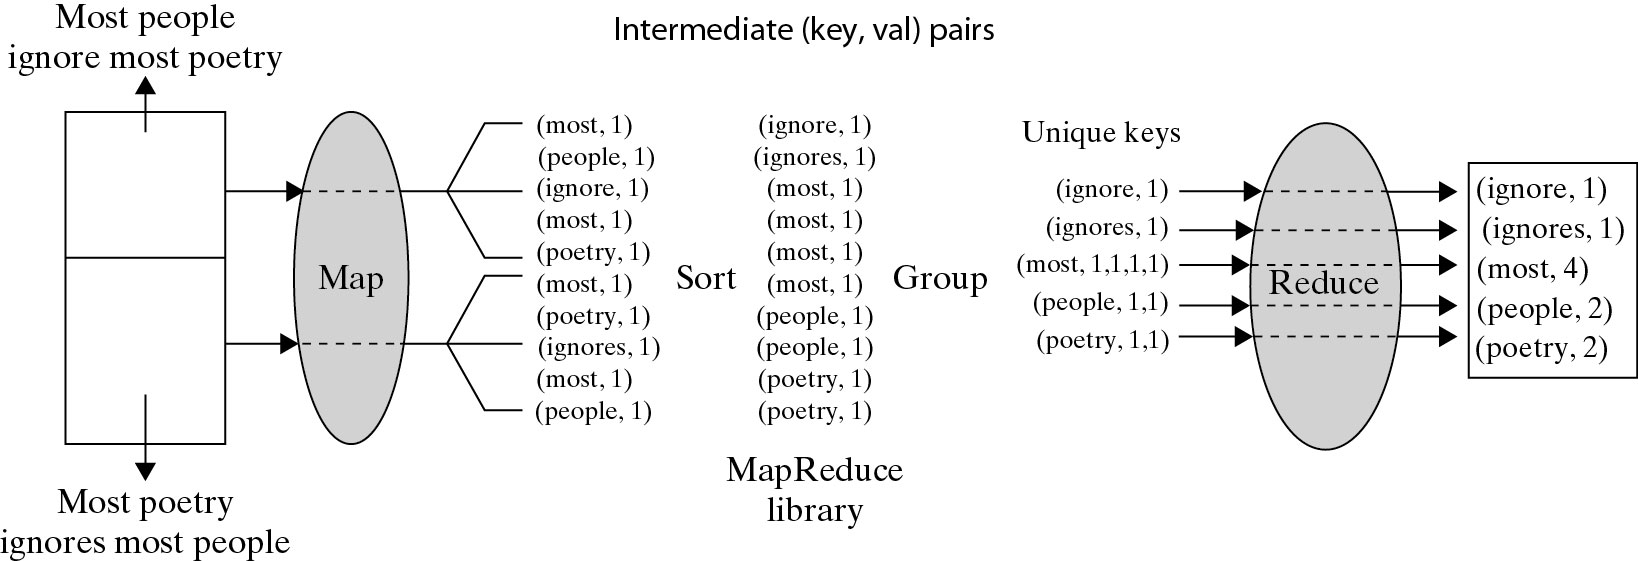 Most people
ignore most poetry
Intermediate (key, val) pairs
Map
(most, 1)
(people, 1)
(ignore, 1)
(most, 1)
(poetry, 1)
(most, 1)
(poetry, 1)
(ignores, 1)
(most, 1)
(people, 1)
Sort
(ignore, 1)
(ignores, 1)
(most, 1)
(most, 1)
(most, 1)
(most, 1)
(people, 1)
(people, 1)
(poetry, 1)
(poetry, 1)
Group
Unique keys
(ignore, 1)
(ignores, 1)
(most, 1,1,1,1)
(people, 1,1)
(poetry, 1,1)
Reduce
(ignore, 1)
(ignores, 1)
(most, 4)
(people, 2)
(poetry, 2)
MapReduce
library
Most poetry
ignores most people